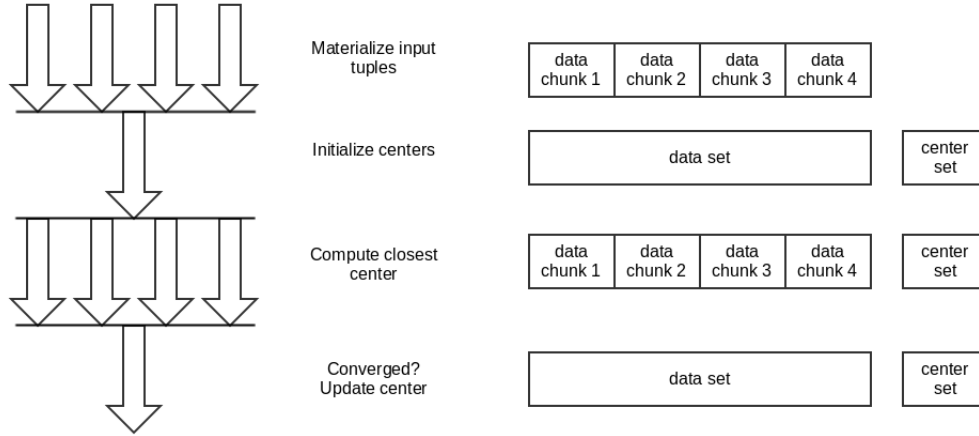 Materialize input
tuples
data
chunk 1
data
chunk 2
data
chunk 3
data
chunk 4
Initialize centers
data set
center
set
Compute closest
center
data
chunk 1
data
chunk 2
data
chunk 3
data
chunk 4
center
set
Converged?
Update center
data set
center
set